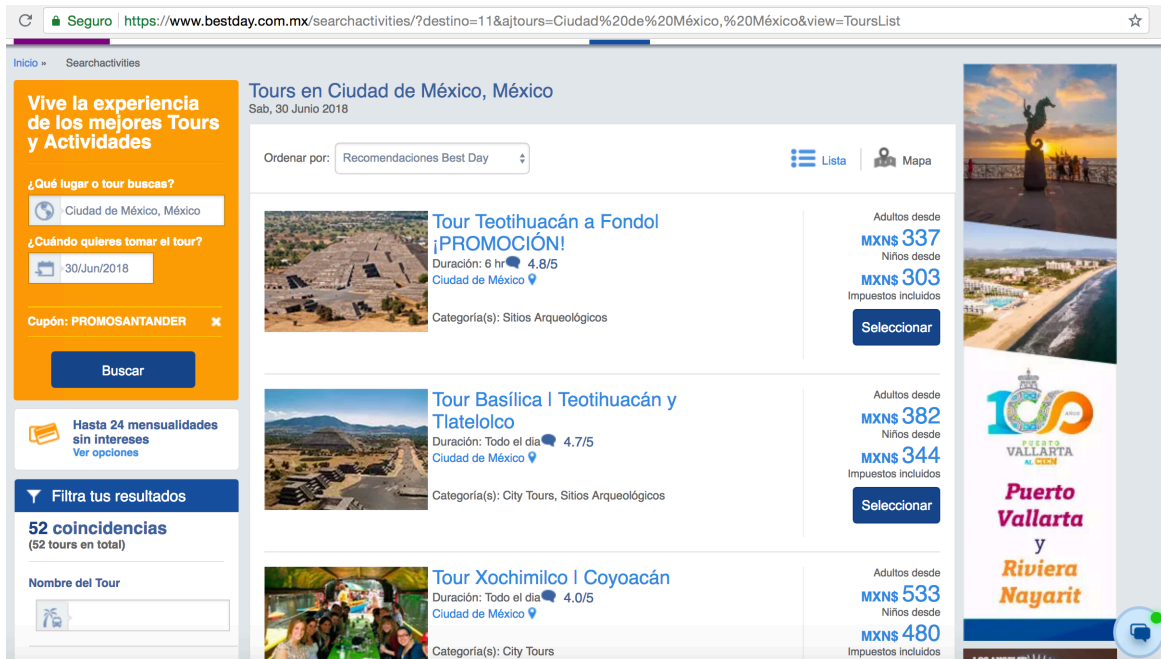 Seguro
https://www.bestday.com.mx/searchactivities/?destino=11&ajtours=Ciudad%20de%20México,%20México&view=ToursList
Inicio » Searchactivities
Vive la experiencia
de los mejores Tours
y Actividades
¿Qué lugar o tour buscas?
Ciudad de México, México
¿Cuándo quieres tomar el tour?
30/Jun/2018
Cupón: PROMOSANTANDER
Buscar
Hasta 24 mensualidades
sin intereses
Ver opciones
Filtra tus resultados
52 coincidencias
(52 tours en total)
Nombre del Tour
Tours en Ciudad de México, México
Sab, 30 Junio 2018
Ordenar por:
Recomendaciones Best Day
Lista
Mapa
Tour Teotihuacán a Fondol
¡PROMOCIÓN!
Duración: 6 hr 4.8/5
Ciudad de México
Categoría(s): Sitios Arqueológicos
Adultos desde
MXN$ 337
Niños desde
MXN$ 303
Impuestos incluidos
Seleccionar
Tour Basílica | Teotihuacán y
Tlatelolco
Duración: Todo el dia 4.7/5
Ciudad de México
Categoría(s): City Tours, Sitios Arqueológicos
Adultos desde
MXN$ 382
Niños desde
MXN$ 344
Impuestos incluidos
Seleccionar
Tour Xochimilco | Coyoacán
Duración: Todo el dia 4.0/5
Ciudad de México
Categoría(s): City Tours
Adultos desde
MXN$ 533
Niños desde
MXN$ 480
Impuestos incluidos
100 AÑOS
PUERTO
VALLARTA
AL CIEN
Puerto
Vallarta
y
Riviera
Nayarit